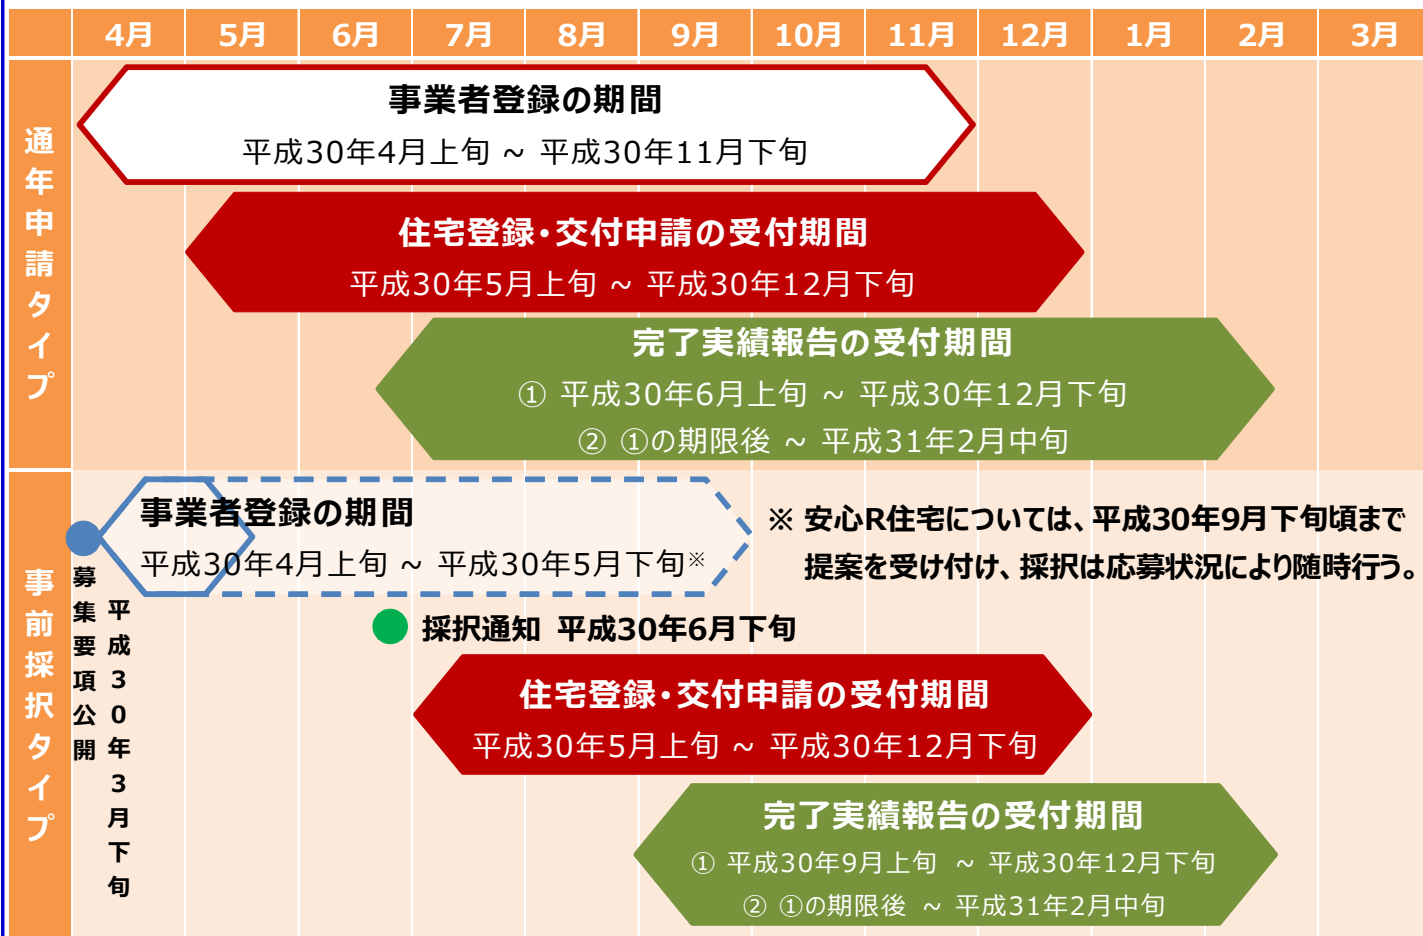 4月 5月 6月 7月 8月 9月 10月 11月 12月 1月 2月 3月
通年申請タイプ
事業者登録の期間
平成30年4月上旬 ～ 平成30年11月下旬
住宅登録・交付申請の受付期間
平成30年5月上旬 ～ 平成30年12月下旬
完了実績報告の受付期間
① 平成30年6月上旬 ～ 平成30年12月下旬
② ①の期限後 ～ 平成31年2月中旬
事前採択タイプ
募集要項公開
平成30年3月下旬
事業者登録の期間
平成30年4月上旬 ～ 平成30年5月下旬※
※ 安心R住宅については、平成30年9月下旬頃まで
提案を受け付け、採択は応募状況により随時行う。
採択通知 平成30年6月下旬
住宅登録・交付申請の受付期間
平成30年5月上旬 ～ 平成30年12月下旬
完了実績報告の受付期間
① 平成30年9月上旬 ～ 平成30年12月下旬
② ①の期限後 ～ 平成31年2月中旬